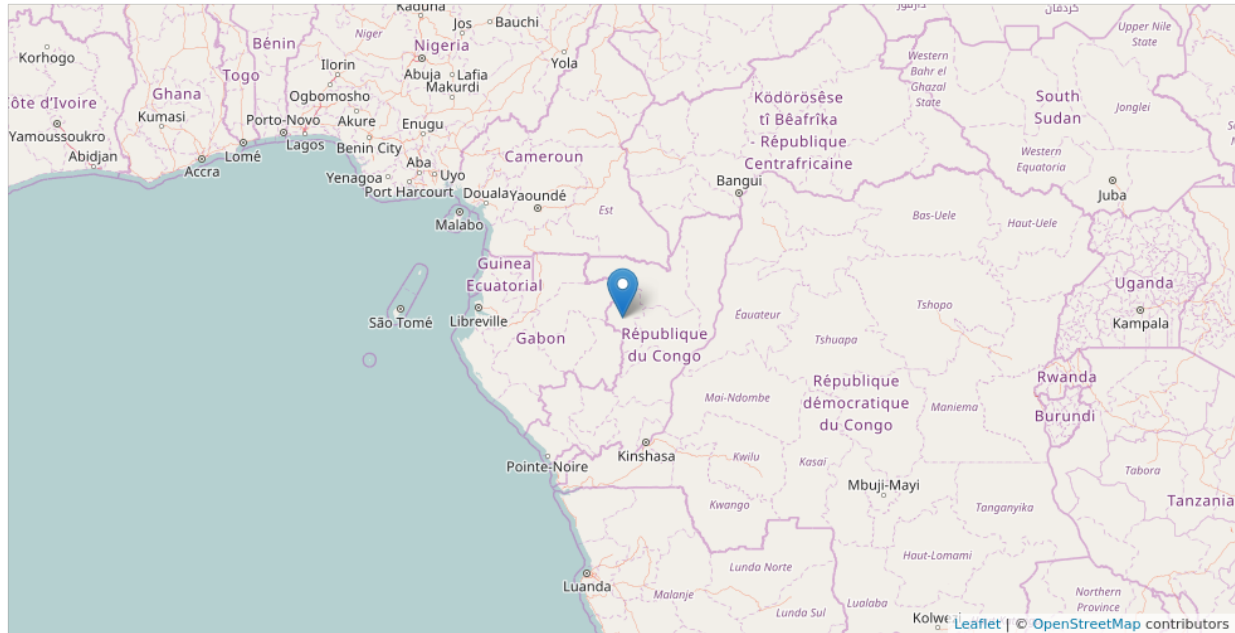 Kaduna
Jos
Bauchi
دارفور
كردفان
Upper Nile
State
Korhogo
Bénin
Niger
Nigeria
Yola
Western
Bahr el
Ghazal
State
Togo
Ilorin
Abuja
Lafia
Makurdi
Ghana
Ogbomosho
Ködörösêse
tî Bêafrîka
- République
Centrafricaine
South
Sudan
Jonglei
ôte d'Ivoire
Kumasi
Porto-Novo
Akure
Enugu
Yamoussoukro
Lagos
Benin City
Abidjan
Lomé
Accra
Aba
Uyo
Yenagoa
Port Harcourt
Cameroun
Western
Equatoria
Bangui
Juba
Douala
Yaoundé
Est
Malabo
Bas-Uele
Haut-Uele
Guinea
Ecuatorial
Uganda
São Tomé
Libreville
Éauateur
Tshopo
Kampala
Gabon
République
du Congo
Tshuapa
République
démocratique
du Congo
Rwanda
Mai-Ndombe
Maniema
Burundi
Kinshasa
Pointe-Noire
Kwilu
Kasai
Tabora
Mbuji-Mayi
Kwango
Tanganyika
Tanzania
Haut-Lomami
Luanda
Lunda Norte
Malanje
Lunda Sul
Lualaba
Northern
Province
Leaflet | © OpenStreetMap contributors